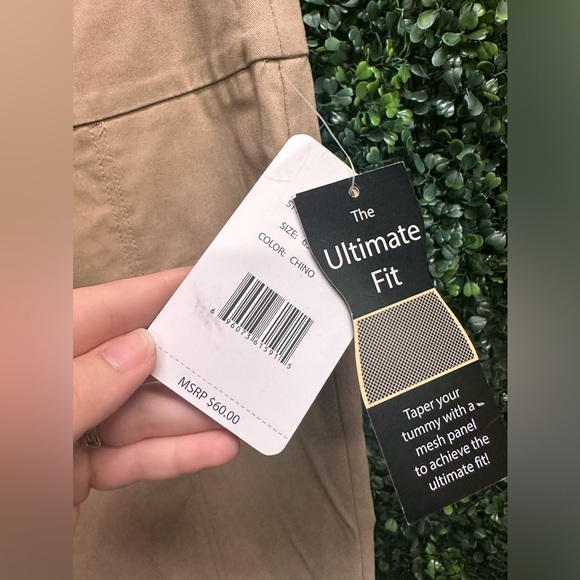 SIZE: 6
COLOR: CHINO
MSRP $60.00
The
Ultimate
Fit
Taper your
tummy with a
mesh panel
to achieve the
ultimate fit!